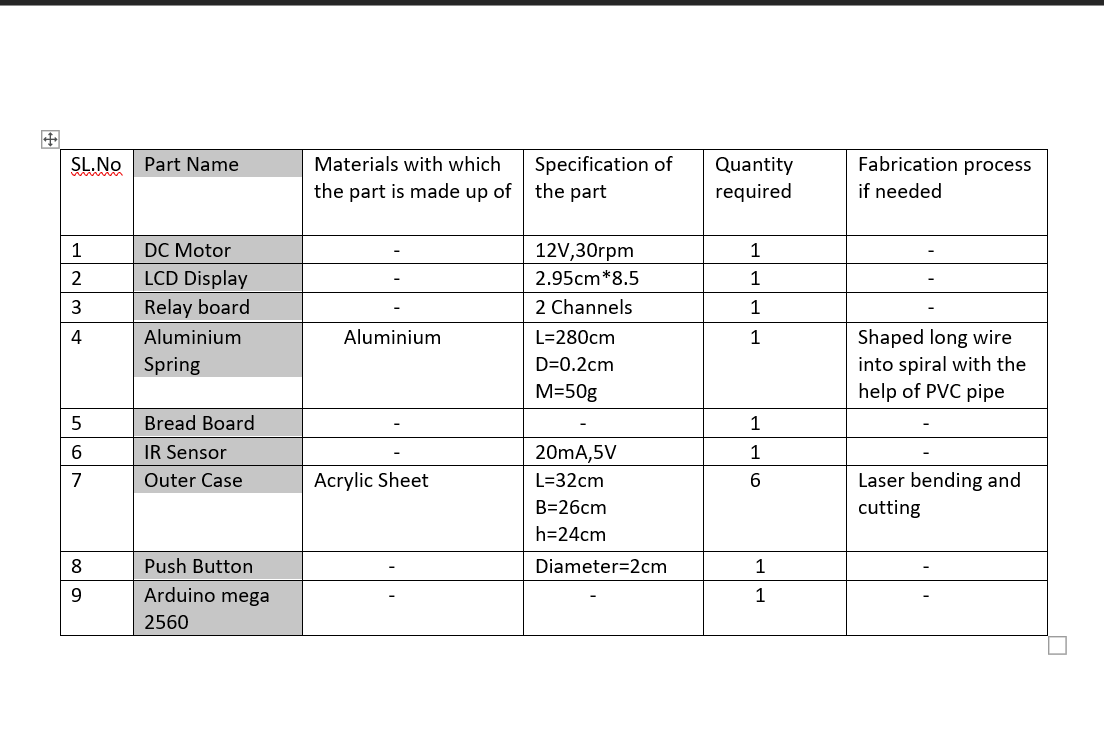 SL.No Part Name Materials with which Specification of Quantity Fabrication process
the part is made up of the part required if needed
1 DC Motor - 12V,30rpm 1 -
2 LCD Display - 2.95cm*8.5 1 -
3 Relay board - 2 Channels 1 -
4 Aluminium Aluminium L=280cm 1 Shaped long wire
Spring D=0.2cm into spiral with the
M=50g help of PVC pipe
5 Bread Board - - 1 -
6 IR Sensor - 20mA,5V 1 -
7 Outer Case Acrylic Sheet L=32cm 6 Laser bending and
B=26cm cutting
h=24cm
8 Push Button - Diameter=2cm 1 -
9 Arduino mega - - 1 -
2560